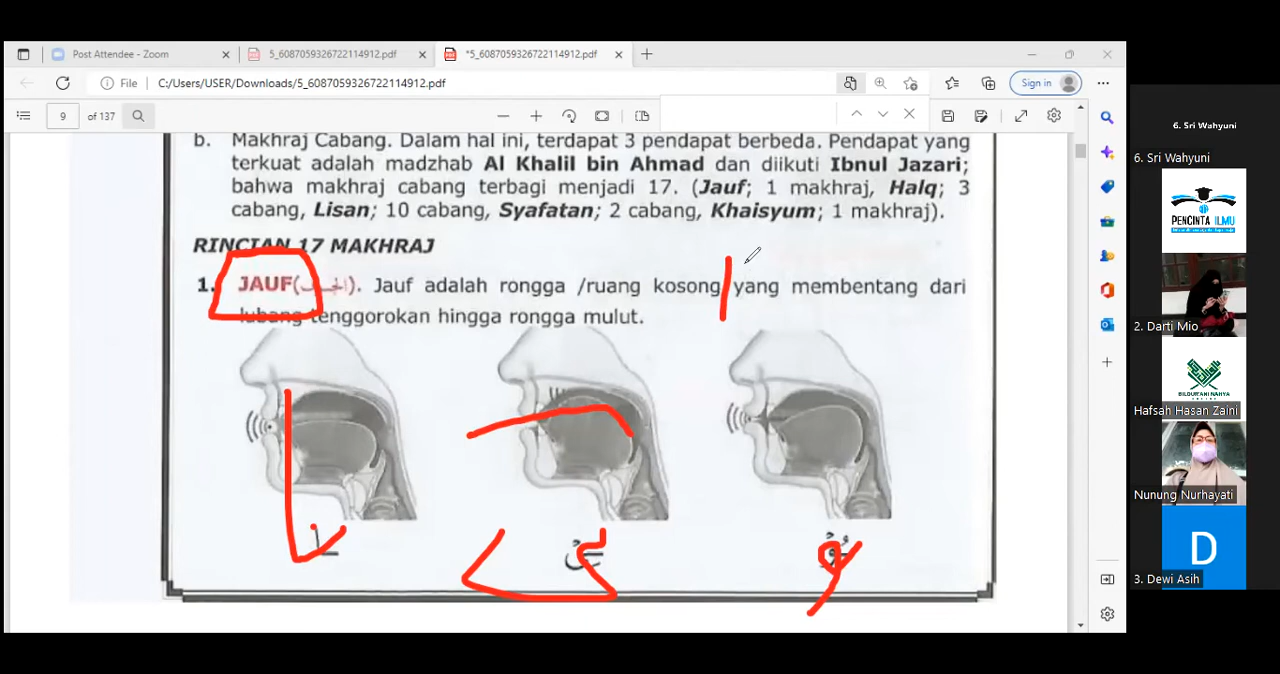 Post Attendee - Zoom
5_6087059326722114912.pdf
*5_6087059326722114912.pdf
File
C:/Users/USER/Downloads/5_6087059326722114912.pdf
Sign in
9 of 137
b. Makhraj Cabang. Dalam hal ini, terdapat 3 pendapat berbeda. Pendapat yang
terkuat adalah madzhab Al Khalil bin Ahmad dan diikuti Ibnul Jazari;
bahwa makhraj cabang terbagi menjadi 17. (Jauf; 1 makhraj, Halq; 3
cabang, Lisan; 10 cabang, Syafatan; 2 cabang, Khaisyum; 1 makhraj).
RINCIAN 17 MAKHRAJ
1. JAUF(الجـــف). Jauf adalah rongga /ruang kosong yang membentang dari
lubang tenggorokan hingga rongga mulut.
6. Sri Wahyuni
6. Sri Wahyuni
PENCINTA ILMU
2. Darti Mio
BILQUR'ANI NAHYA
Hafsah Hasan Zaini
Nunung Nurhayati
D
3. Dewi Asih